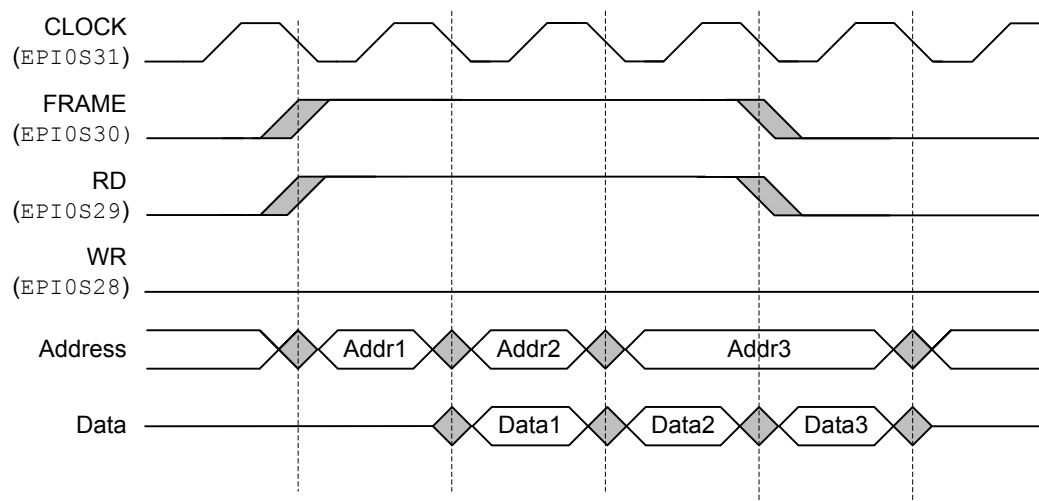 CLOCK
(EPI0S31)
FRAME
(EPI0S30)
RD
(EPI0S29)
WR
(EPI0S28)
Address Addr1 Addr2 Addr3
Data Data1 Data2 Data3